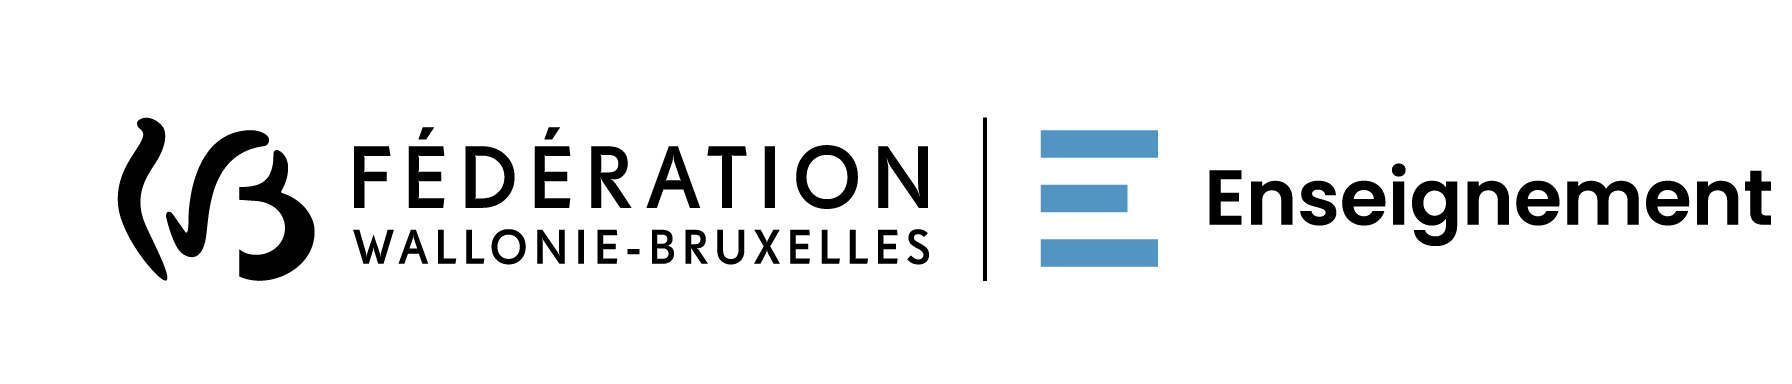 FÉDÉRATION
WALLONIE-BRUXELLES
Enseignement